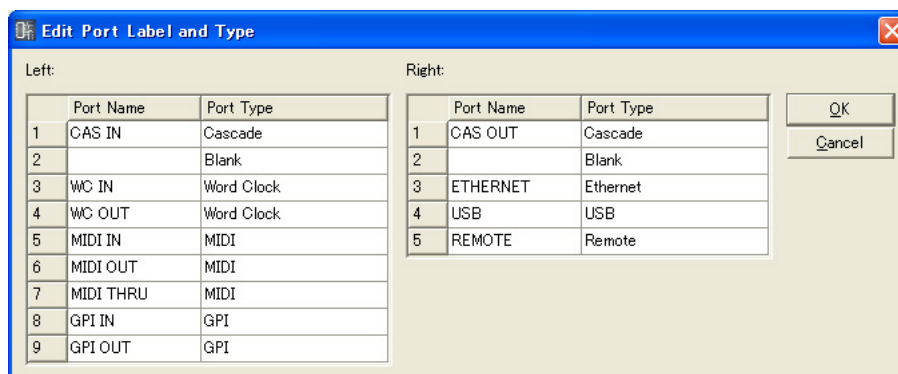 Edit Port Label and Type
Left:
Port Name Port Type
1 CAS IN Cascade
2 Blank
3 WC IN Word Clock
4 WC OUT Word Clock
5 MIDI IN MIDI
6 MIDI OUT MIDI
7 MIDI THRU MIDI
8 GPI IN GPI
9 GPI OUT GPI
Right:
Port Name Port Type
1 CAS OUT Cascade
2 Blank
3 ETHERNET Ethernet
4 USB USB
5 REMOTE Remote
OK
Cancel